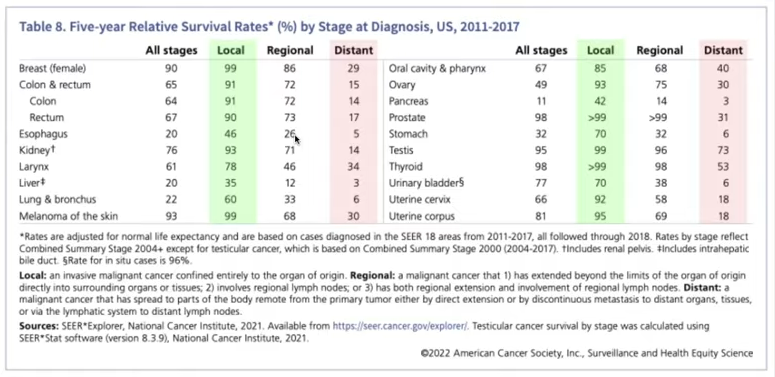 Table 8. Five-year Relative Survival Rates* (%) by Stage at Diagnosis, US, 2011-2017
All stages Local Regional Distant All stages Local Regional Distant
Breast (female) 90 99 86 29 Oral cavity & pharynx 67 85 68 40
Colon & rectum 65 91 72 15 Ovary 49 93 75 30
Colon 64 91 72 14 Pancreas 11 42 14 3
Rectum 67 90 73 17 Prostate 98 >99 >99 31
Esophagus 20 46 26 5 Stomach 32 70 32 6
Kidney† 76 93 71 14 Testis 95 99 96 73
Larynx 61 78 46 34 Thyroid 98 >99 98 53
Liver‡ 20 35 12 3 Urinary bladder§ 77 70 38 6
Lung & bronchus 22 60 33 6 Uterine cervix 66 92 58 18
Melanoma of the skin 93 99 68 30 Uterine corpus 81 95 69 18
*Rates are adjusted for normal life expectancy and are based on cases diagnosed in the SEER 18 areas from 2011-2017, all followed through 2018. Rates by stage reflect
Combined Summary Stage 2004+ except for testicular cancer, which is based on Combined Summary Stage 2000 (2004-2017). †Includes renal pelvis. ‡Includes intrahepatic
bile duct. §Rate for in situ cases is 96%.
Local: an invasive malignant cancer confined entirely to the organ of origin. Regional: a malignant cancer that 1) has extended beyond the limits of the organ of origin
directly into surrounding organs or tissues; 2) involves regional lymph nodes; or 3) has both regional extension and involvement of regional lymph nodes. Distant: a
malignant cancer that has spread to parts of the body remote from the primary tumor either by direct extension or by discontinuous metastasis to distant organs, tissues,
or via the lymphatic system to distant lymph nodes.
Sources: SEER*Explorer, National Cancer Institute, 2021. Available from https://seer.cancer.gov/explorer/. Testicular cancer survival by stage was calculated using
SEER*Stat software (version 8.3.9), National Cancer Institute, 2021.
©2022 American Cancer Society, Inc., Surveillance and Health Equity Science